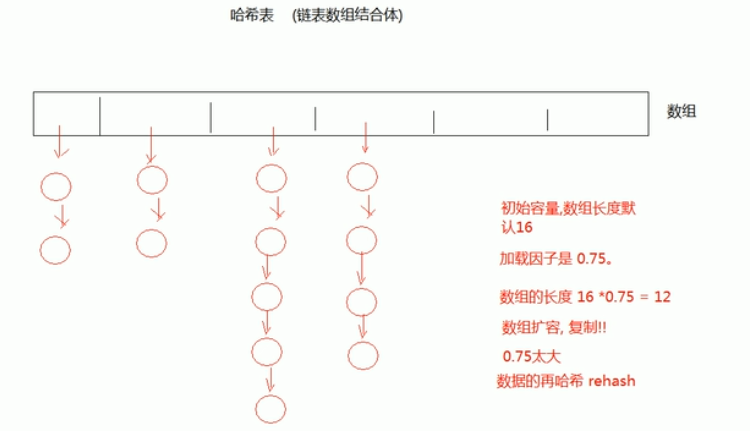 哈希表 (链表数组结合体)
数组
初始容量,数组长度默
认16
加载因子是 0.75。
数组的长度 16 *0.75 = 12
数组扩容, 复制!!
0.75太大
数据的再哈希 rehash